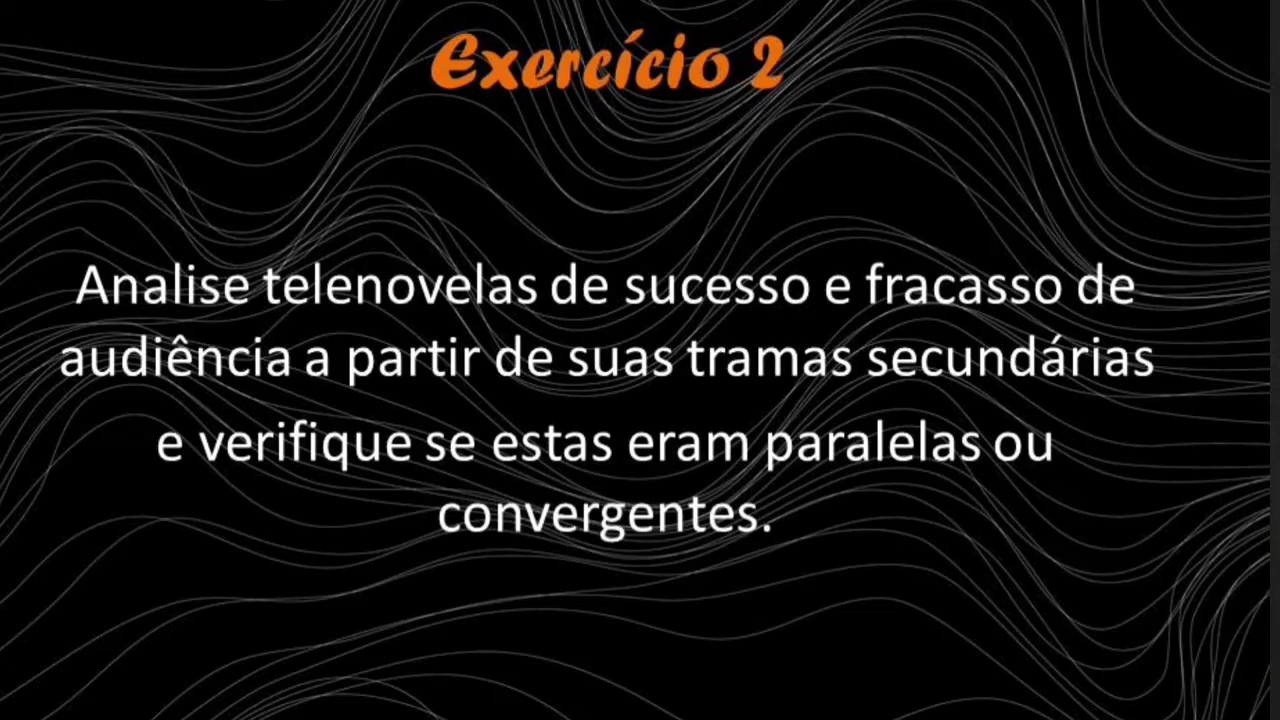 Exercício 2
Analise telenovelas de sucesso e fracasso de
audiência a partir de suas tramas secundárias
e verifique se estas eram paralelas ou
convergentes.